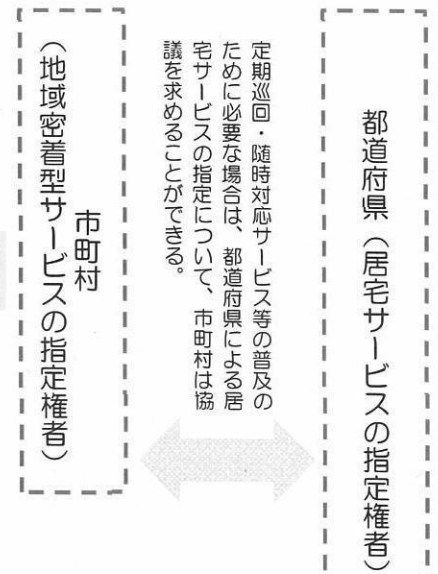 都道府県（居宅サービスの指定権者）
定期巡回・随時対応サービス等の普及の
ために必要な場合は、都道府県による居
宅サービスの指定について、市町村は協
議を求めることができる。
市町村
（地域密着型サービスの指定権者）